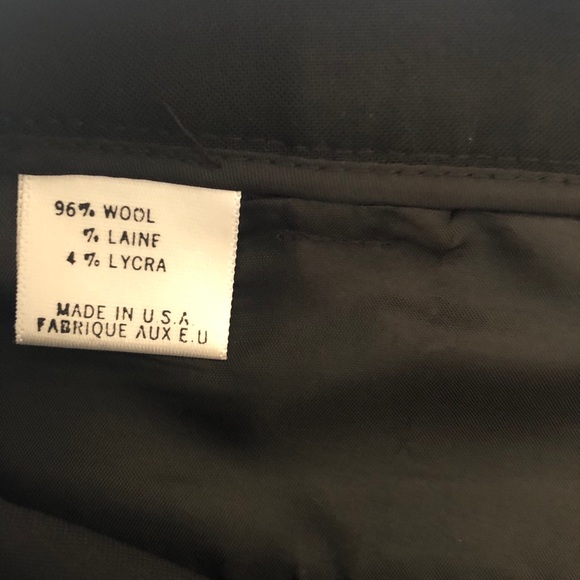 96% WOOL
% LAINE
4% LYCRA
MADE IN U.S.A
FABRIQUE AUX E.U